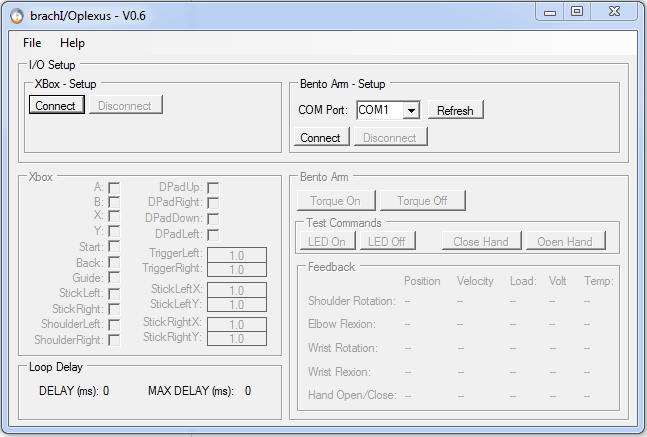 brachI/Oplexus - V0.6
File Help
I/O Setup
XBox - Setup
Connect Disconnect
Bento Arm - Setup
COM Port: COM1 Refresh
Connect Disconnect
Xbox
A: DPadUp:
B: DPadRight:
X: DPadDown:
Y: DPadLeft:
Start: TriggerLeft: 1.0
Back: TriggerRight: 1.0
Guide:
StickLeft: StickLeftX: 1.0
StickRight: StickLeftY: 1.0
ShoulderLeft: StickRightX: 1.0
ShoulderRight: StickRightY: 1.0
Loop Delay
DELAY (ms): 0 MAX DELAY (ms): 0
Bento Arm
Torque On Torque Off
Test Commands
LED On LED Off Close Hand Open Hand
Feedback
Position Velocity Load: Volt Temp:
Shoulder Rotation: -- -- -- -- --
Elbow Flexion: -- -- -- -- --
Wrist Rotation: -- -- -- -- --
Wrist Flexion: -- -- -- -- --
Hand Open/Close: -- -- -- -- --